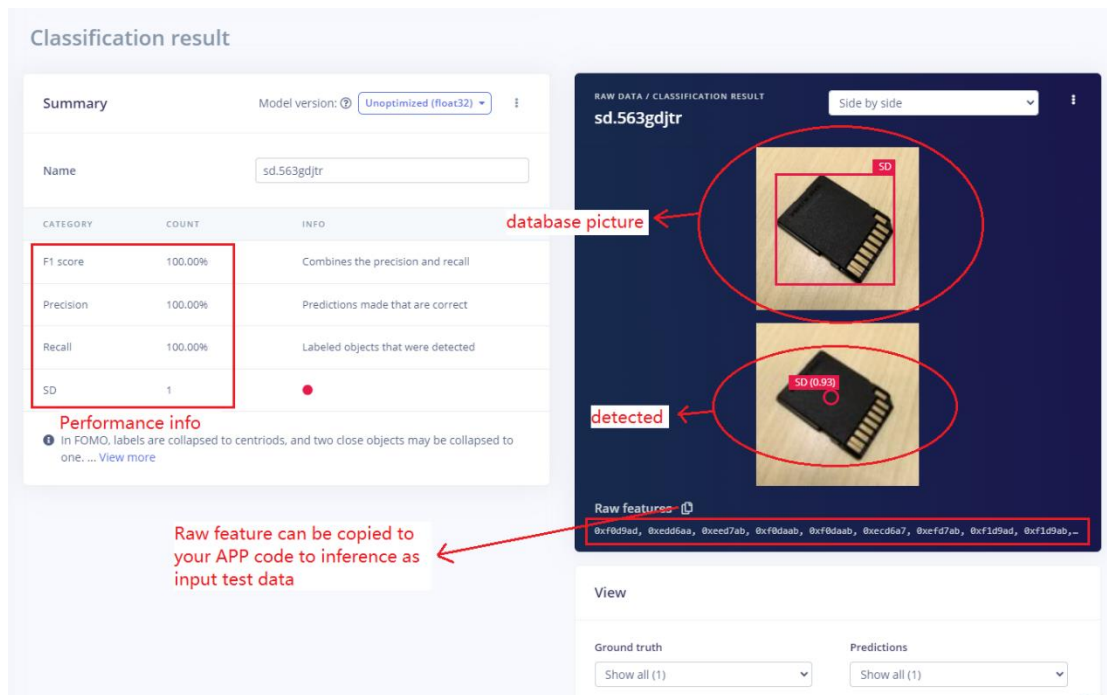 Classification result
Summary
Model version: Unoptimized (float32)
Name
sd.563gdjtr
CATEGORY COUNT INFO
F1 score 100.00% Combines the precision and recall
Precision 100.00% Predictions made that are correct
Recall 100.00% Labeled objects that were detected
SD 1
Performance info
In FOMO, labels are collapsed to centriods, and two close objects may be collapsed to
one. ... View more
RAW DATA / CLASSIFICATION RESULT
sd.563gdjtr
Side by side
SD
database picture
SD (0.93)
detected
Raw features
0xf0d9ad, 0xedd6aa, 0xeed7ab, 0xf0daab, 0xf0daab, 0xecd6a7, 0xefd7ab, 0xf1d9ad, 0xf1d9ab,…
Raw feature can be copied to
your APP code to inference as
input test data
View
Ground truth
Show all (1)
Predictions
Show all (1)